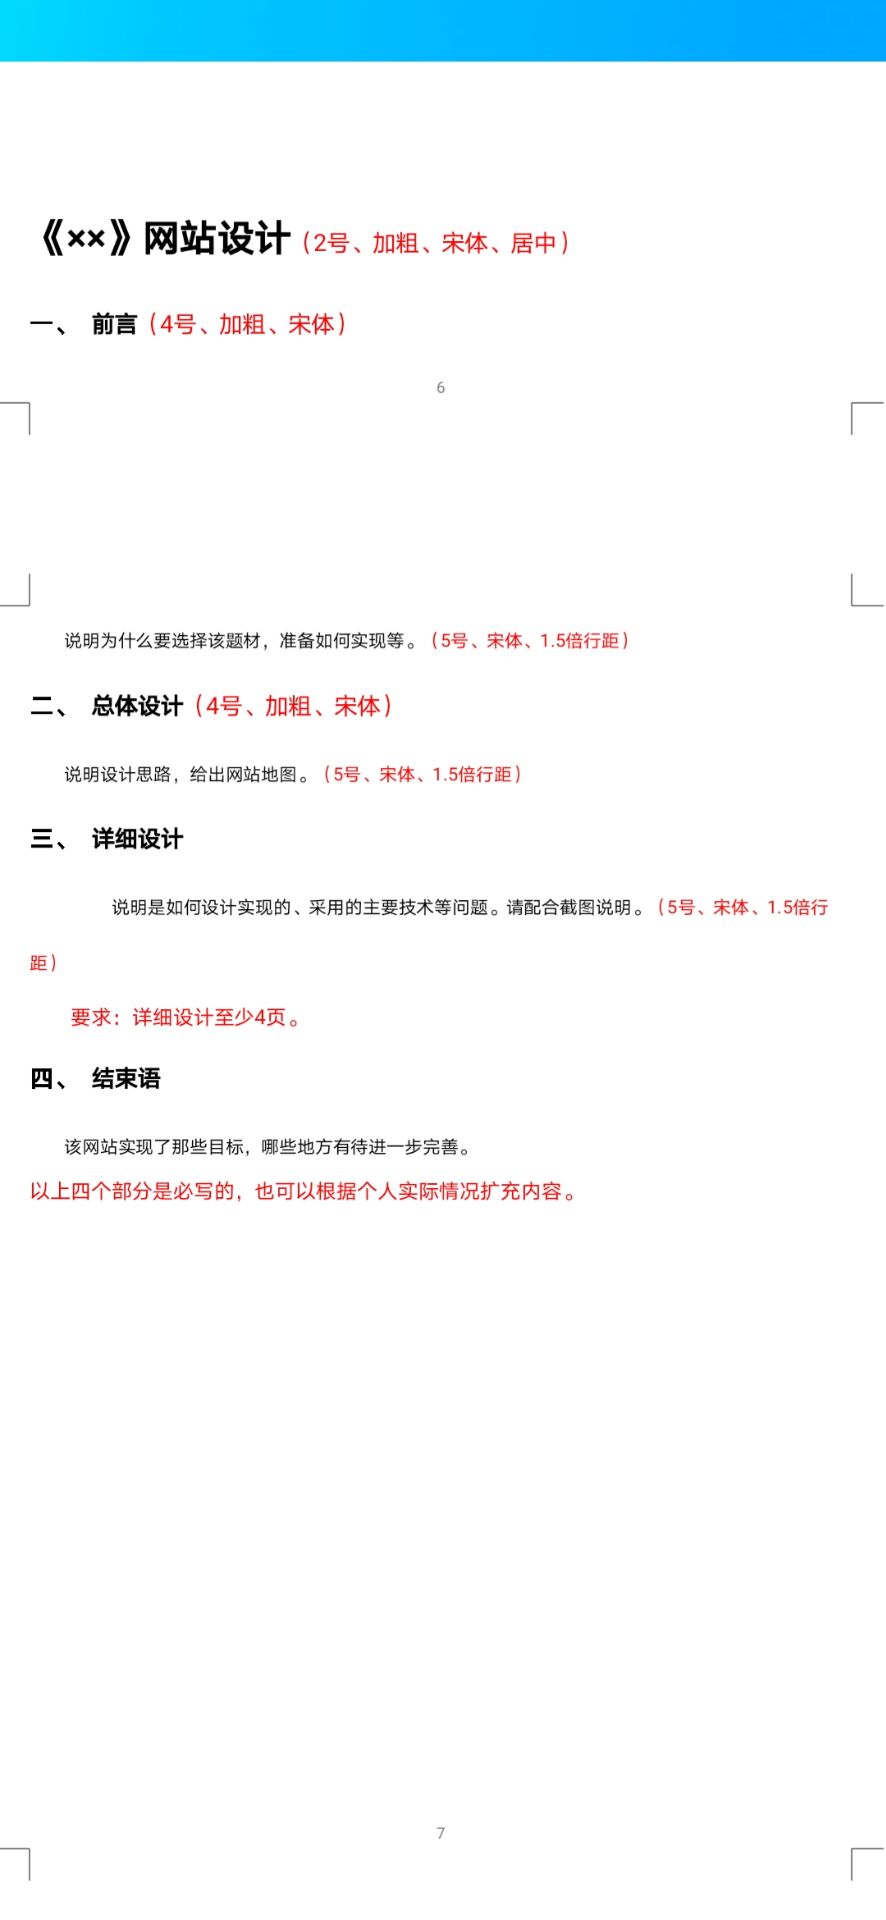 《××》网站设计（2号、加粗、宋体、居中）
一、 前言（4号、加粗、宋体）
6
说明为什么要选择该题材，准备如何实现等。（5号、宋体、1.5倍行距）
二、 总体设计（4号、加粗、宋体）
说明设计思路，给出网站地图。（5号、宋体、1.5倍行距）
三、 详细设计
说明是如何设计实现的、采用的主要技术等问题。请配合截图说明。（5号、宋体、1.5倍行
距）
要求：详细设计至少4页。
四、 结束语
该网站实现了那些目标，哪些地方有待进一步完善。
以上四个部分是必写的，也可以根据个人实际情况扩充内容。
7